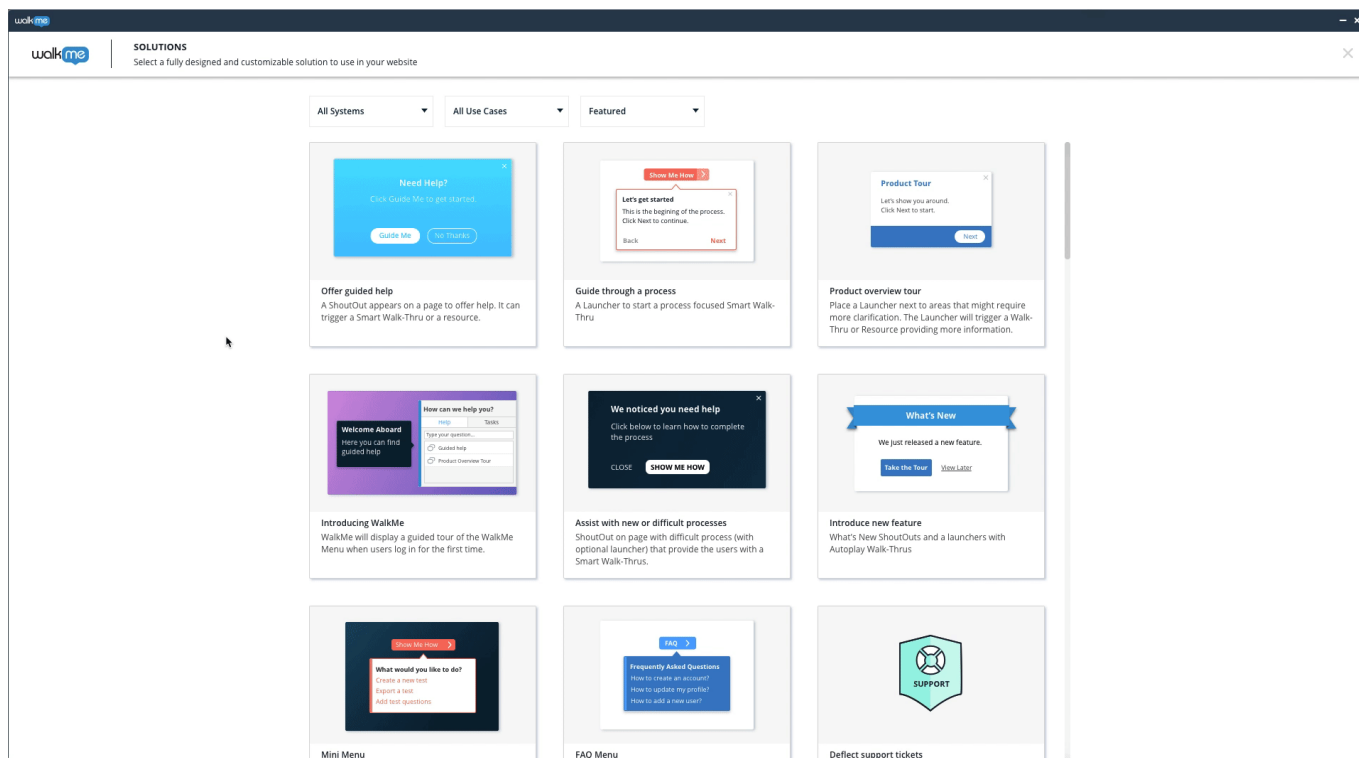 walkme
walkme
SOLUTIONS
Select a fully designed and customizable solution to use in your website
All Systems
All Use Cases
Featured
Need Help?
Click Guide Me to get started.
Guide Me
No Thanks
Offer guided help
A ShoutOut appears on a page to offer help. It can
trigger a Smart Walk-Thru or a resource.
Show Me How
Let's get started
This is the begining of the process.
Click Next to continue.
Back
Next
Guide through a process
A Launcher to start a process focused Smart Walk-
Thru
Product Tour
Let's show you around.
Click Next to start.
Next
Product overview tour
Place a Launcher next to areas that might require
more clarification. The Launcher will trigger a Walk-
Thru or Resource providing more information.
Welcome Aboard
Here you can find
guided help
How can we help you?
Help
Tasks
Type your question...
Guided help
Product Overview Tour
Introducing WalkMe
WalkMe will display a guided tour of the WalkMe
Menu when users log in for the first time.
We noticed you need help
Click below to learn how to complete
the process
CLOSE
SHOW ME HOW
Assist with new or difficult processes
ShoutOut on page with difficult process (with
optional launcher) that provide the users with a
Smart Walk-Thrus.
What's New
We just released a new feature.
Take the Tour
View Later
Introduce new feature
What's New ShoutOuts and a launchers with
Autoplay Walk-Thrus
Show Me How
What would you like to do?
Create a new test
Export a test
Add test questions
Mini Menu
FAQ
Frequently Asked Questions
How to create an account?
How to update my profile?
How to add a new user?
FAQ Menu
SUPPORT
Deflect support tickets